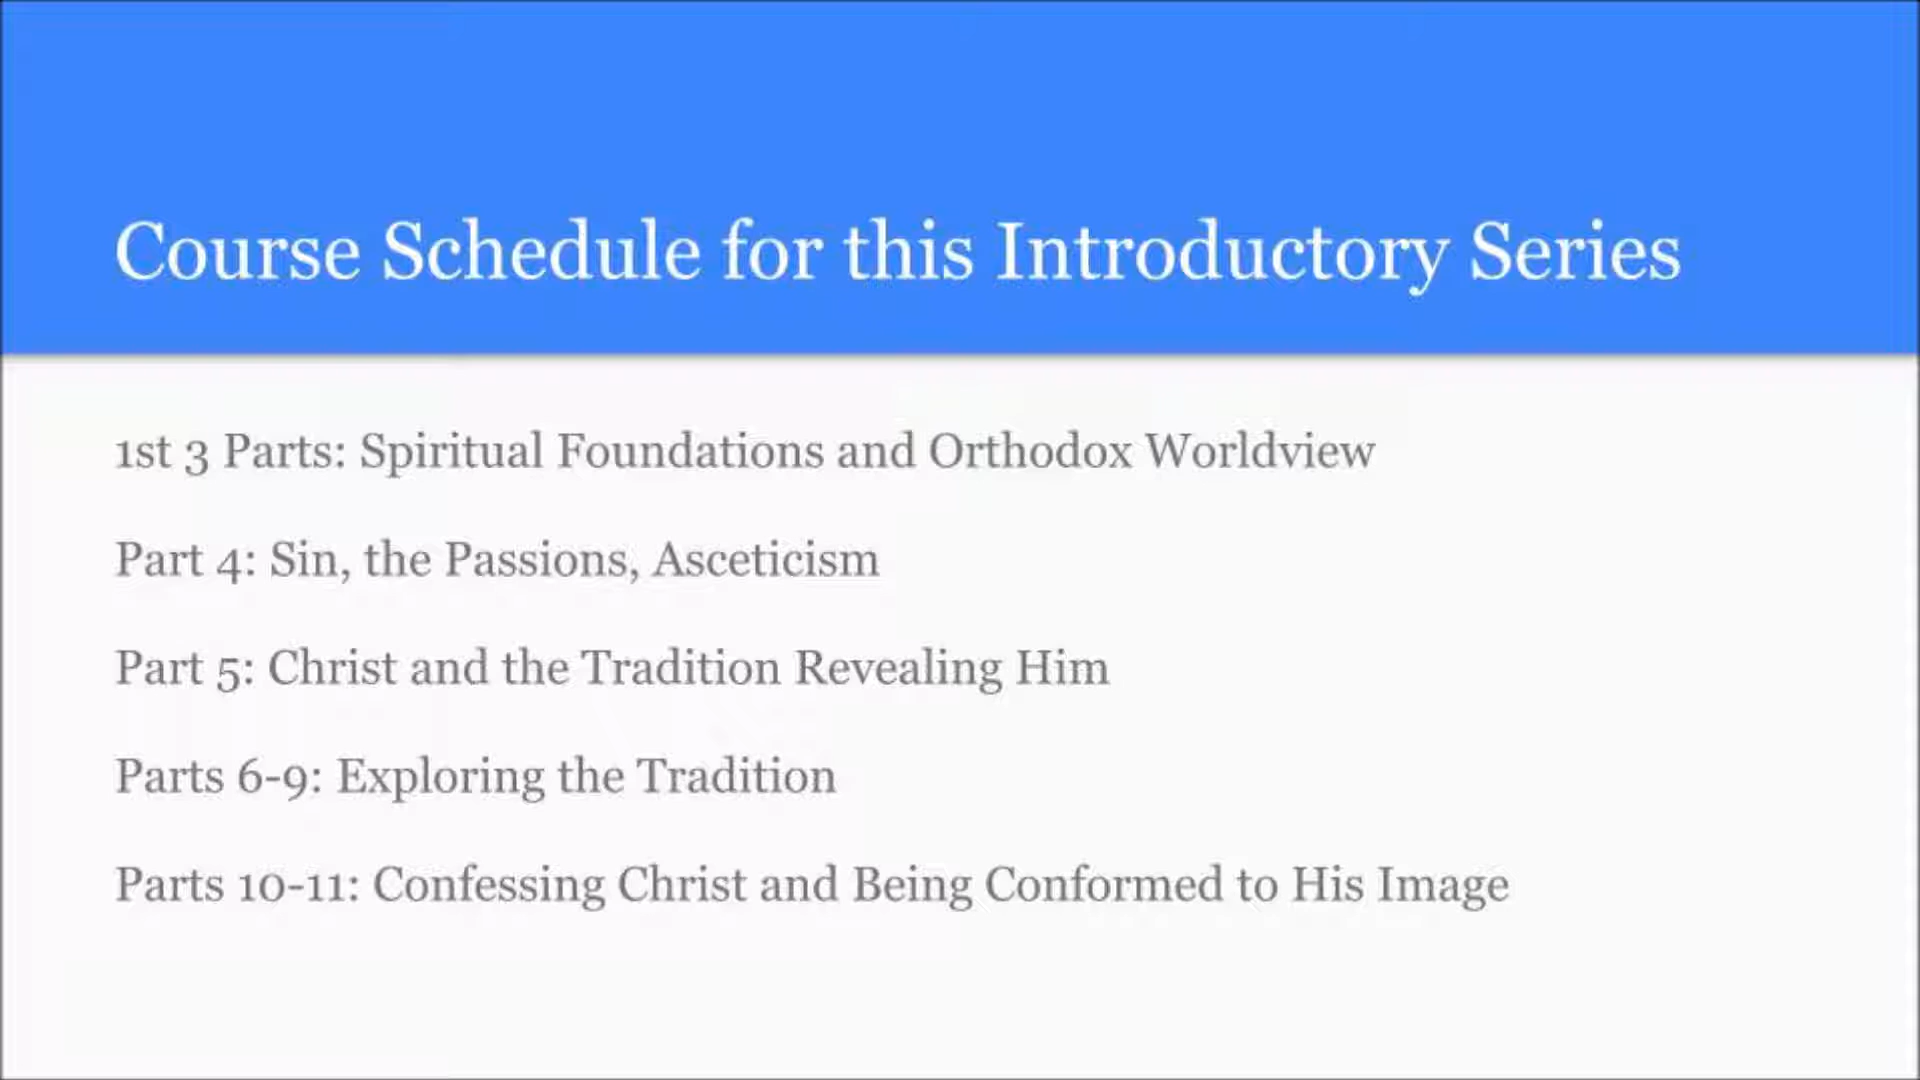 Course Schedule for this Introductory Series
1st 3 Parts: Spiritual Foundations and Orthodox Worldview
Part 4: Sin, the Passions, Asceticism
Part 5: Christ and the Tradition Revealing Him
Parts 6-9: Exploring the Tradition
Parts 10-11: Confessing Christ and Being Conformed to His Image